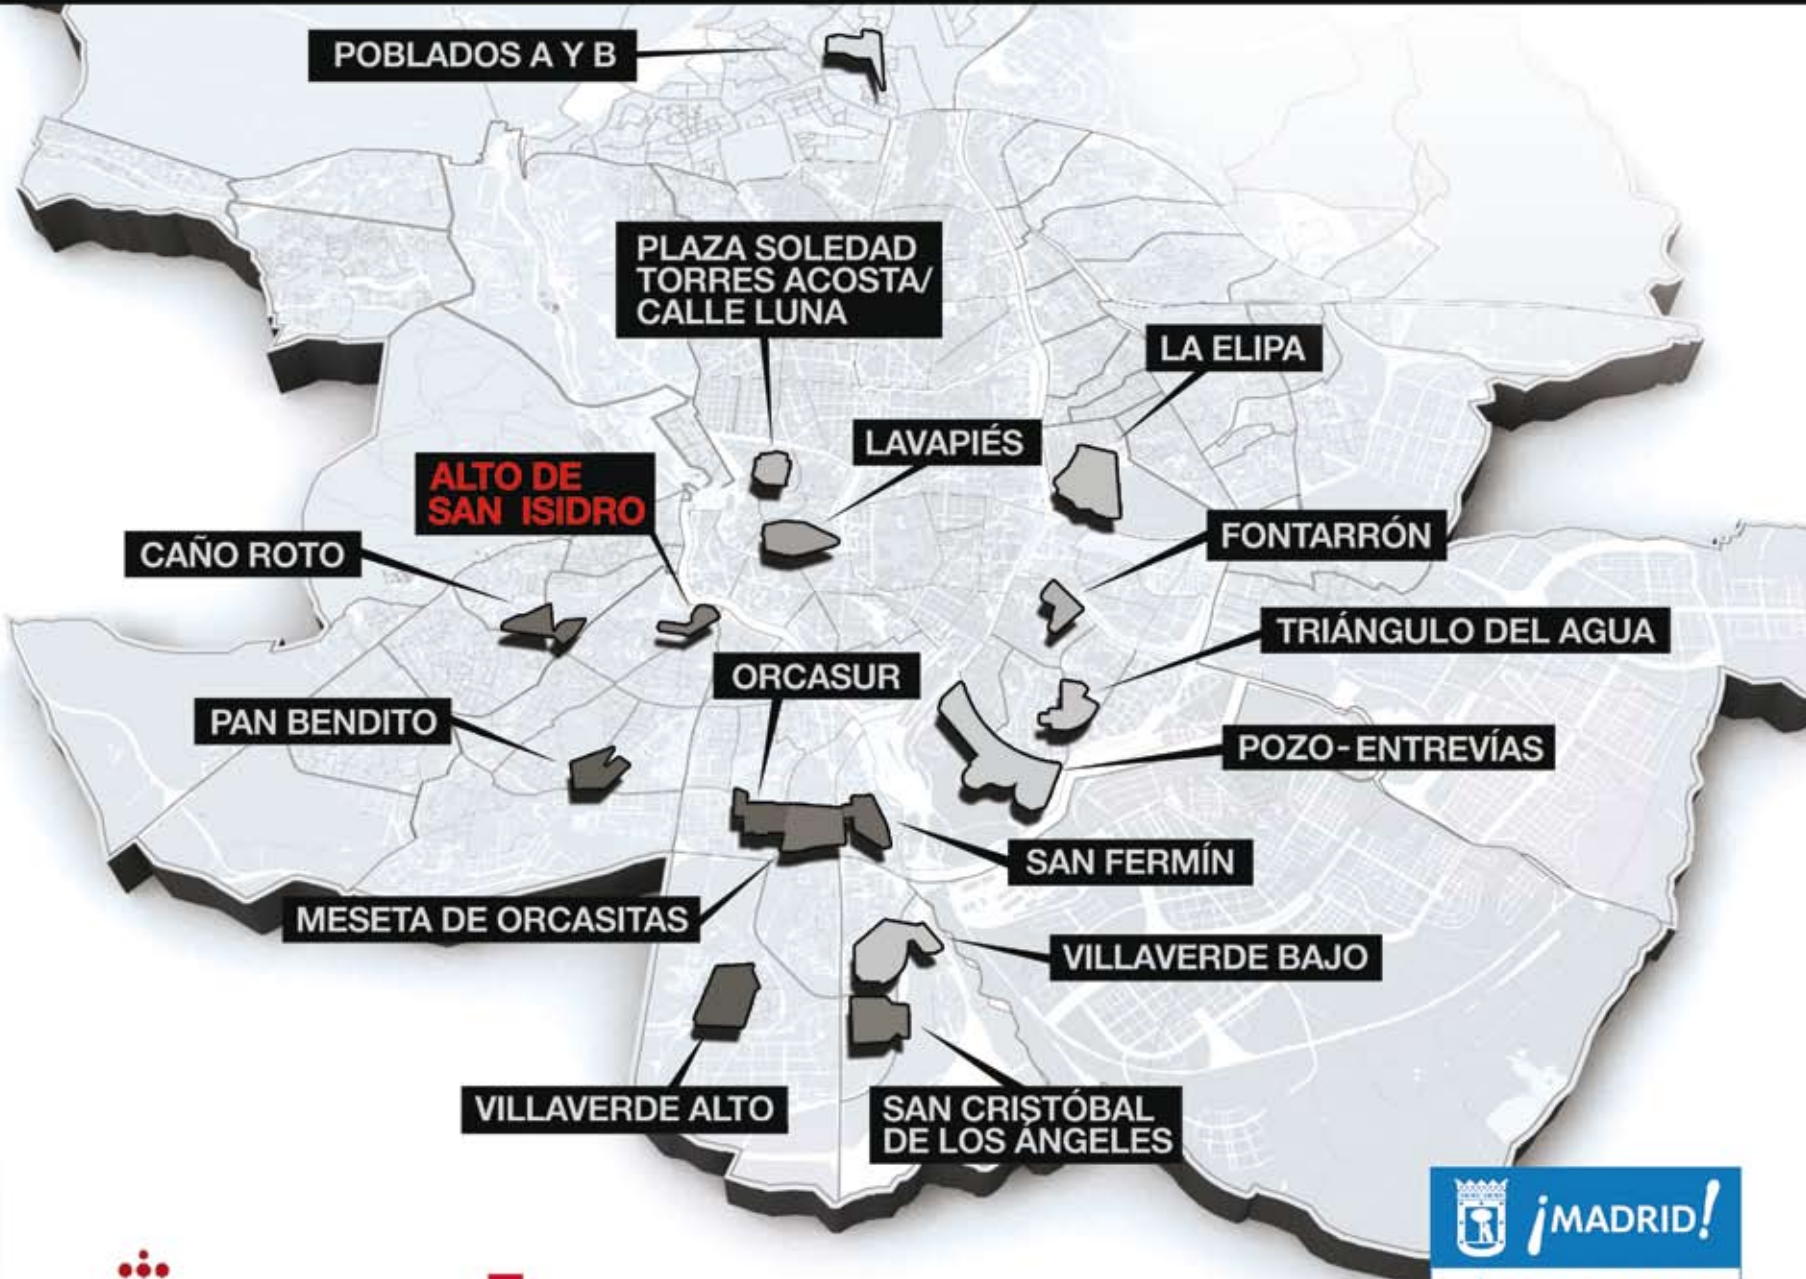 POBLADOS A Y B
PLAZA SOLEDAD
TORRES ACOSTA/
CALLE LUNA
LA ELIPA
LAVAPIÉS
ALTO DE
SAN ISIDRO
FONTARRÓN
CAÑO ROTO
TRIÁNGULO DEL AGUA
ORCASUR
PAN BENDITO
POZO-ENTREVÍAS
SAN FERMÍN
MESETA DE ORCASITAS
VILLAVERDE BAJO
VILLAVERDE ALTO
SAN CRISTÓBAL
DE LOS ÁNGELES
¡MADRID!